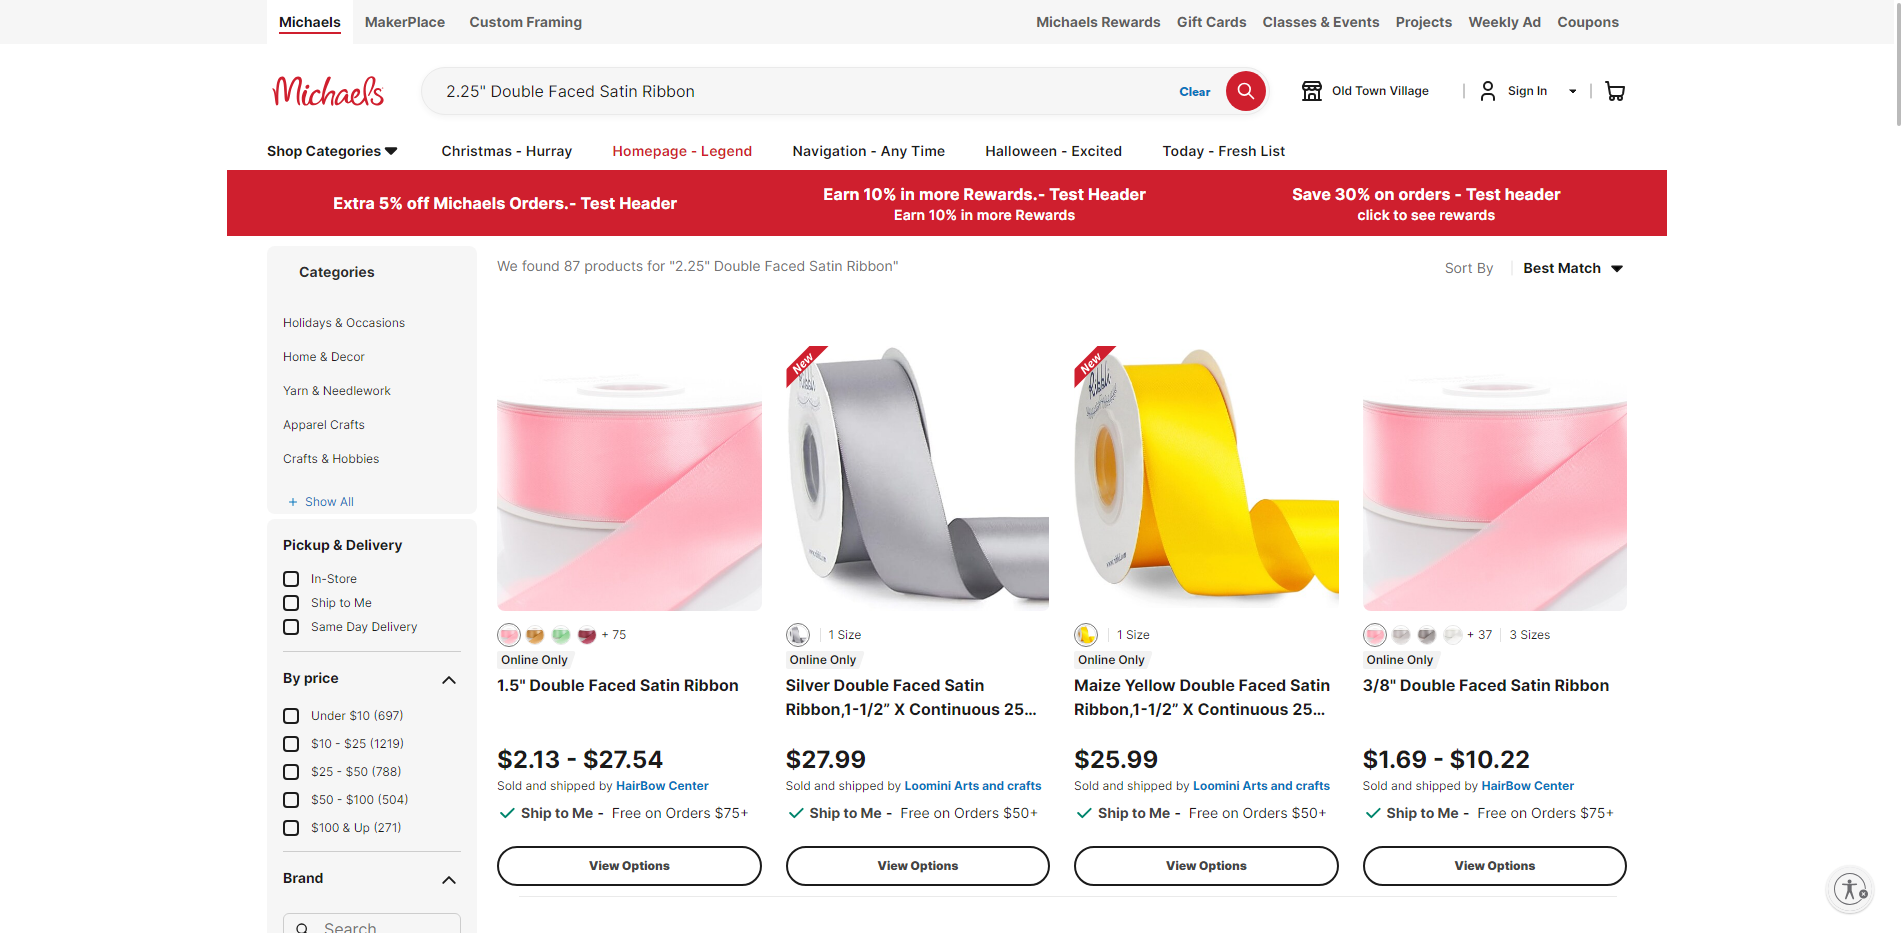 Michaels MakerPlace Custom Framing Michaels Rewards Gift Cards Classes & Events Projects Weekly Ad Coupons
Michaels 2.25" Double Faced Satin Ribbon Clear Old Town Village Sign In
Shop Categories Christmas - Hurray Homepage - Legend Navigation - Any Time Halloween - Excited Today - Fresh List
Extra 5% off Michaels Orders.- Test Header
Earn 10% in more Rewards.- Test Header
Earn 10% in more Rewards
Save 30% on orders - Test header
click to see rewards
Categories
Holidays & Occasions
Home & Decor
Yarn & Needlework
Apparel Crafts
Crafts & Hobbies
+ Show All
Pickup & Delivery
In-Store
Ship to Me
Same Day Delivery
By price
Under $10 (697)
$10 - $25 (1219)
$25 - $50 (788)
$50 - $100 (504)
$100 & Up (271)
Brand
Search
We found 87 products for "2.25" Double Faced Satin Ribbon"
Sort By Best Match
+ 75
Online Only
1.5" Double Faced Satin Ribbon
$2.13 - $27.54
Sold and shipped by HairBow Center
Ship to Me - Free on Orders $75+
View Options
New
1 Size
Online Only
Silver Double Faced Satin
Ribbon,1-1/2” X Continuous 25...
$27.99
Sold and shipped by Loomini Arts and crafts
Ship to Me - Free on Orders $50+
View Options
New
1 Size
Online Only
Maize Yellow Double Faced Satin
Ribbon,1-1/2” X Continuous 25...
$25.99
Sold and shipped by Loomini Arts and crafts
Ship to Me - Free on Orders $50+
View Options
+ 37 3 Sizes
Online Only
3/8" Double Faced Satin Ribbon
$1.69 - $10.22
Sold and shipped by HairBow Center
Ship to Me - Free on Orders $75+
View Options